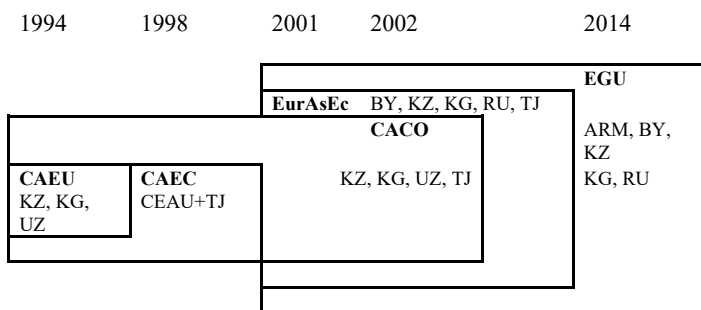 1994 1998 2001 2002 2014
EGU
EurAsEc BY, KZ, KG, RU, TJ
CACO ARM, BY,
KZ
CAEU CAEC KZ, KG, UZ, TJ KG, RU
KZ, KG, CEAU+TJ
UZ